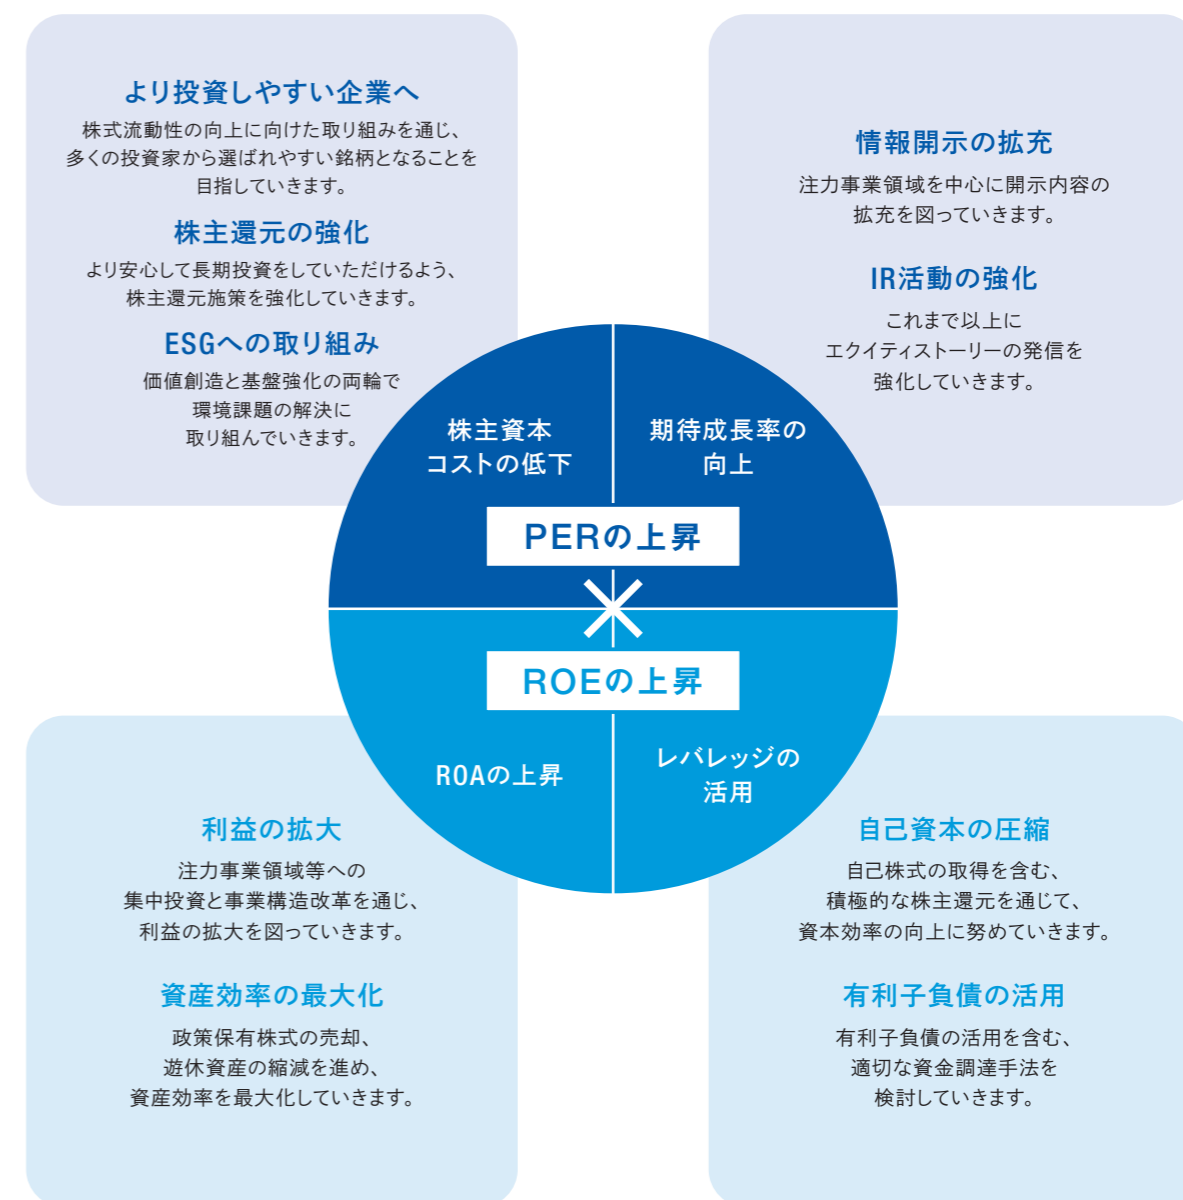 より投資しやすい企業へ
株式流動性の向上に向けた取り組みを通じ、
多くの投資家から選ばれやすい銘柄となることを
目指していきます。
株主還元の強化
より安心して長期投資をしていただけるよう、
株主還元施策を強化していきます。
ESGへの取り組み
価値創造と基盤強化の両輪で
環境課題の解決に
取り組んでいきます。
情報開示の拡充
注力事業領域を中心に開示内容の
拡充を図っていきます。
IR活動の強化
これまで以上に
エクイティストーリーの発信を
強化していきます。
株主資本
コストの低下
期待成長率の
向上
PERの上昇
×
ROEの上昇
ROAの上昇
レバレッジの
活用
利益の拡大
注力事業領域等への
集中投資と事業構造改革を通じ、
利益の拡大を図っていきます。
資産効率の最大化
政策保有株式の売却、
遊休資産の縮減を進め、
資産効率を最大化していきます。
自己資本の圧縮
自己株式の取得を含む、
積極的な株主還元を通じて、
資本効率の向上に努めていきます。
有利子負債の活用
有利子負債の活用を含む、
適切な資金調達手法を
検討していきます。